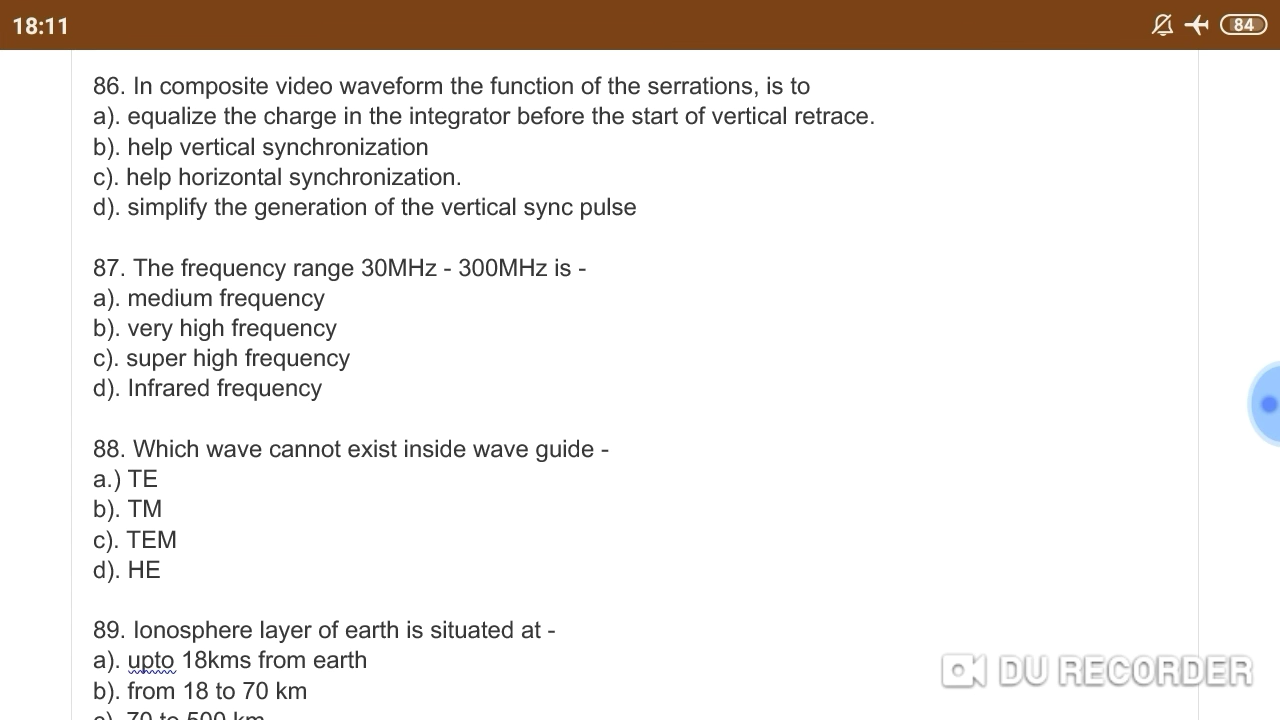 18:11
84
86. In composite video waveform the function of the serrations, is to
a). equalize the charge in the integrator before the start of vertical retrace.
b). help vertical synchronization
c). help horizontal synchronization.
d). simplify the generation of the vertical sync pulse
87. The frequency range 30MHz - 300MHz is -
a). medium frequency
b). very high frequency
c). super high frequency
d). Infrared frequency
88. Which wave cannot exist inside wave guide -
a.) TE
b). TM
c). TEM
d). HE
89. Ionosphere layer of earth is situated at -
a). upto 18kms from earth
b). from 18 to 70 km
c). 70 to 500 km
DU RECORDER